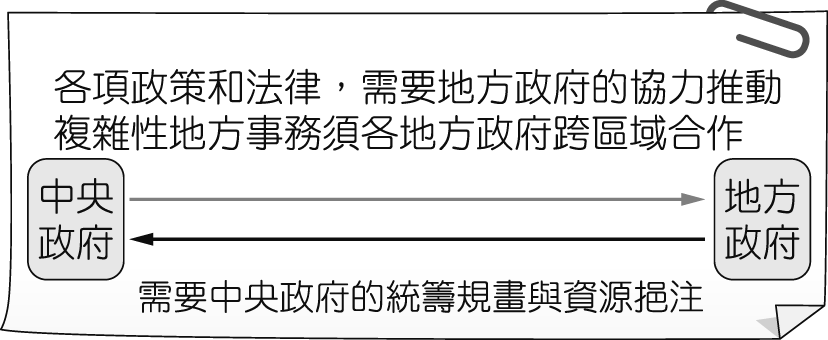 各項政策和法律，需要地方政府的協力推動
複雜性地方事務須各地方政府跨區域合作
中央
政府
地方
政府
需要中央政府的統籌規畫與資源挹注